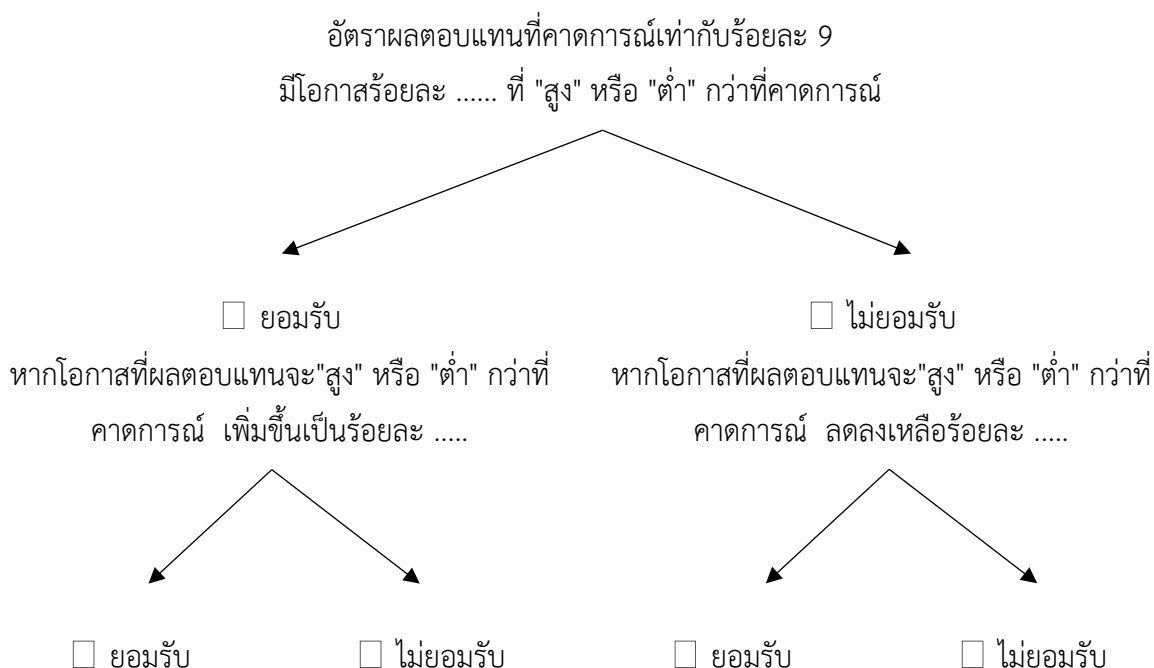 อัตราผลตอบแทนที่คาดการณ์เท่ากับร้อยละ 9
มีโอกาสร้อยละ ...... ที่ "สูง" หรือ "ต่ำ" กว่าที่คาดการณ์
☐ ยอมรับ
หากโอกาสที่ผลตอบแทนจะ"สูง" หรือ "ต่ำ" กว่าที่
คาดการณ์ เพิ่มขึ้นเป็นร้อยละ .....
☐ ไม่ยอมรับ
หากโอกาสที่ผลตอบแทนจะ"สูง" หรือ "ต่ำ" กว่าที่
คาดการณ์ ลดลงเหลือร้อยละ .....
☐ ยอมรับ
☐ ไม่ยอมรับ
☐ ยอมรับ
☐ ไม่ยอมรับ